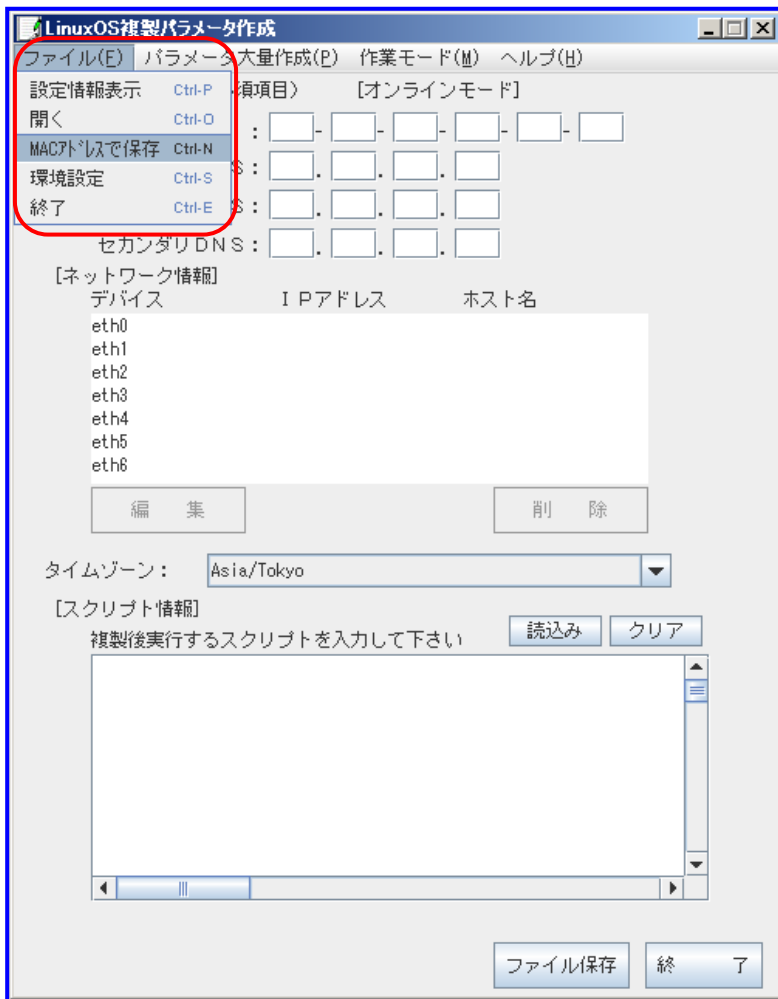 LinuxOS複製パラメータ作成
ファイル(F) パラメータ大量作成(P) 作業モード(M) ヘルプ(H)
設定情報表示 Ctrl-P 須項目） [オンラインモード]
開く Ctrl-O : - - - - -
MACアドレスで保存 Ctrl-N S : . . .
環境設定 Ctrl-S
終了 Ctrl-E S : . . .
セカンダリDNS : . . .
[ネットワーク情報]
デバイス IPアドレス ホスト名
eth0
eth1
eth2
eth3
eth4
eth5
eth6
編 集 削 除
タイムゾーン： Asia/Tokyo
[スクリプト情報]
複製後実行するスクリプトを入力して下さい 読込み クリア
ファイル保存 終 了